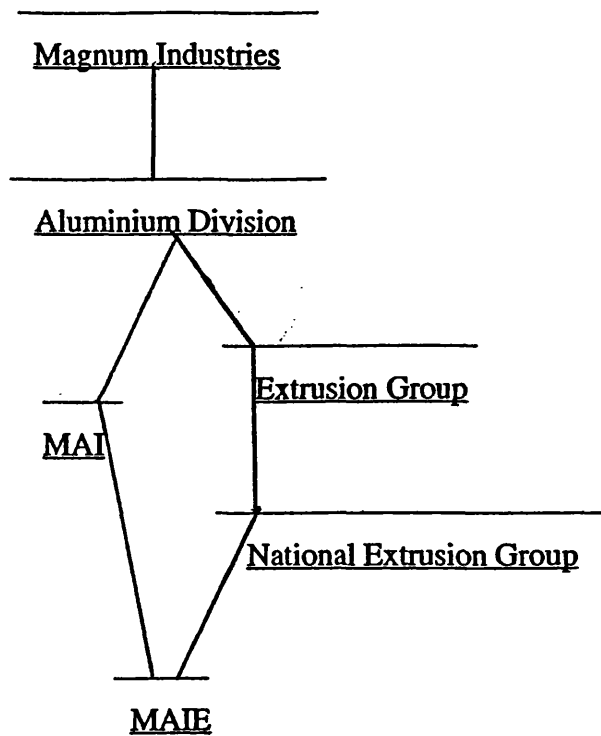 Magnum Industries
Aluminium Division
Extrusion Group
MAI
National Extrusion Group
MAIE